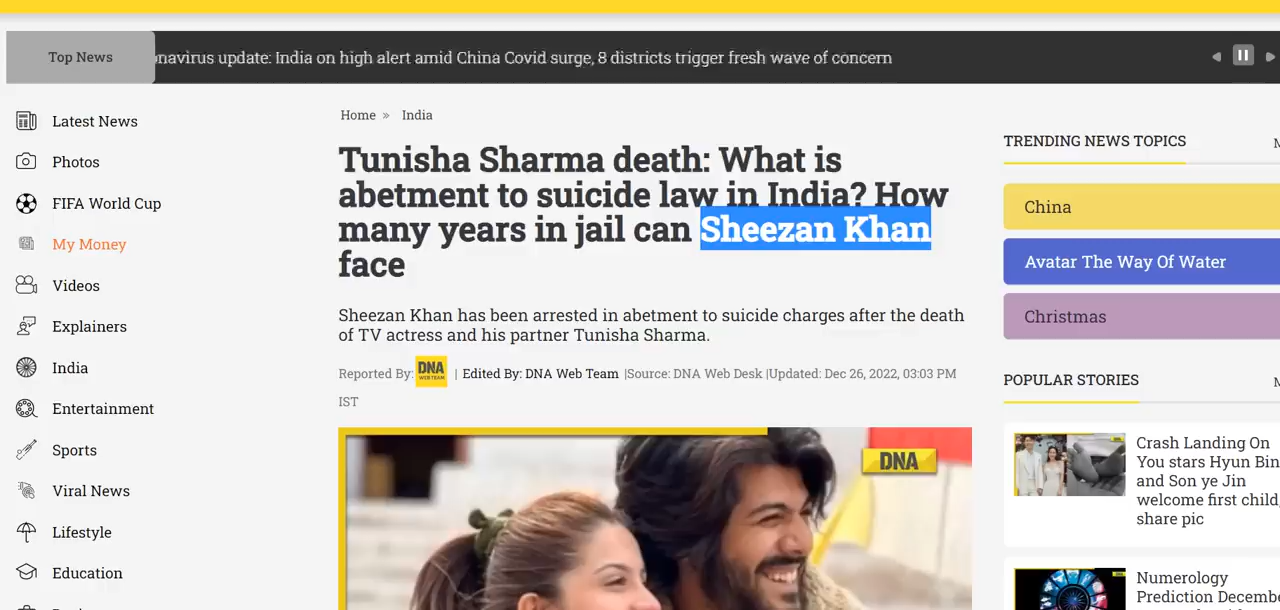 Top News
navirus update: India on high alert amid China Covid surge, 8 districts trigger fresh wave of concern
Latest News
Photos
FIFA World Cup
My Money
Videos
Explainers
India
Entertainment
Sports
Viral News
Lifestyle
Education
Home » India
Tunisha Sharma death: What is
abetment to suicide law in India? How
many years in jail can Sheezan Khan
face
Sheezan Khan has been arrested in abetment to suicide charges after the death
of TV actress and his partner Tunisha Sharma.
Reported By: DNA WEB TEAM | Edited By: DNA Web Team |Source: DNA Web Desk |Updated: Dec 26, 2022, 03:03 PM
IST
DNA
TRENDING NEWS TOPICS
China
Avatar The Way Of Water
Christmas
POPULAR STORIES
Crash Landing On
You stars Hyun Bin
and Son ye Jin
welcome first child,
share pic
Numerology
Prediction Decembe